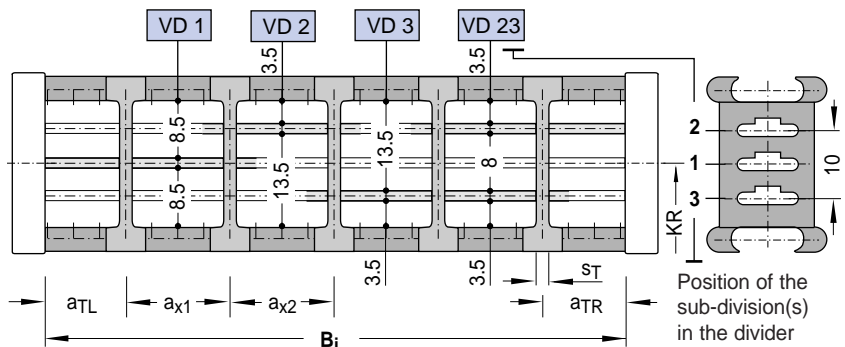 VD 1
VD 2
VD 3
VD 23
3.5
3.5
8.5
8.5
13.5
13.5
8
3.5
3.5
KR
2
1
3
10
sT
aTL
ax1
ax2
aTR
Bi
Position of the
sub-division(s)
in the divider